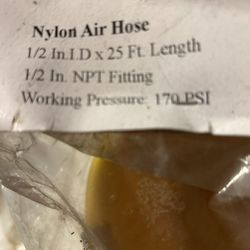 Nylon Air Hose
1/2 In.I.D x 25 Ft. Length
1/2 In. NPT Fitting
Working Pressure: 170 PSI